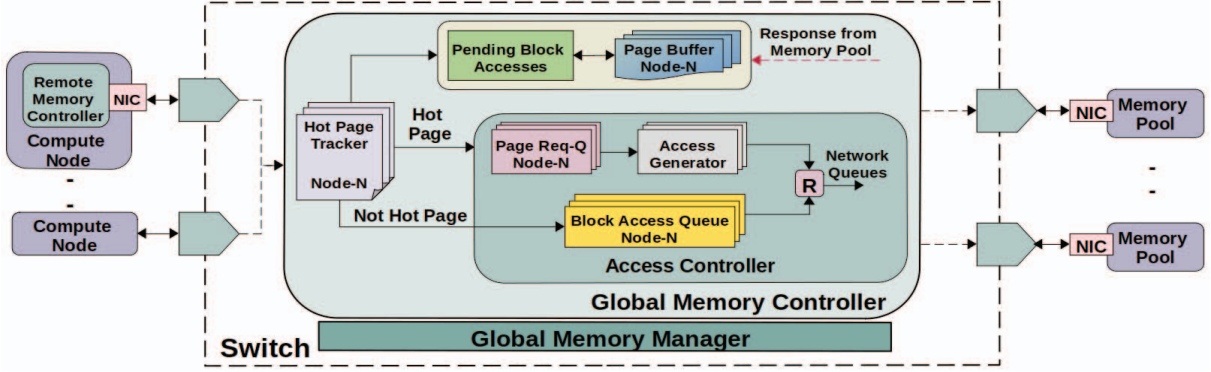 Remote
Memory
Controller
NIC
Compute
Node
-
-
Compute
Node
Hot Page
Tracker
Node-N
Hot
Page
Not Hot Page
Pending Block
Accesses
Page Buffer
Node-N
Response from
Memory Pool
Page Req-Q
Node-N
Access
Generator
Block Access Queue
Node-N
R
Network
Queues
Access Controller
Global Memory Controller
Global Memory Manager
Switch
NIC
Memory
Pool
-
-
NIC
Memory
Pool